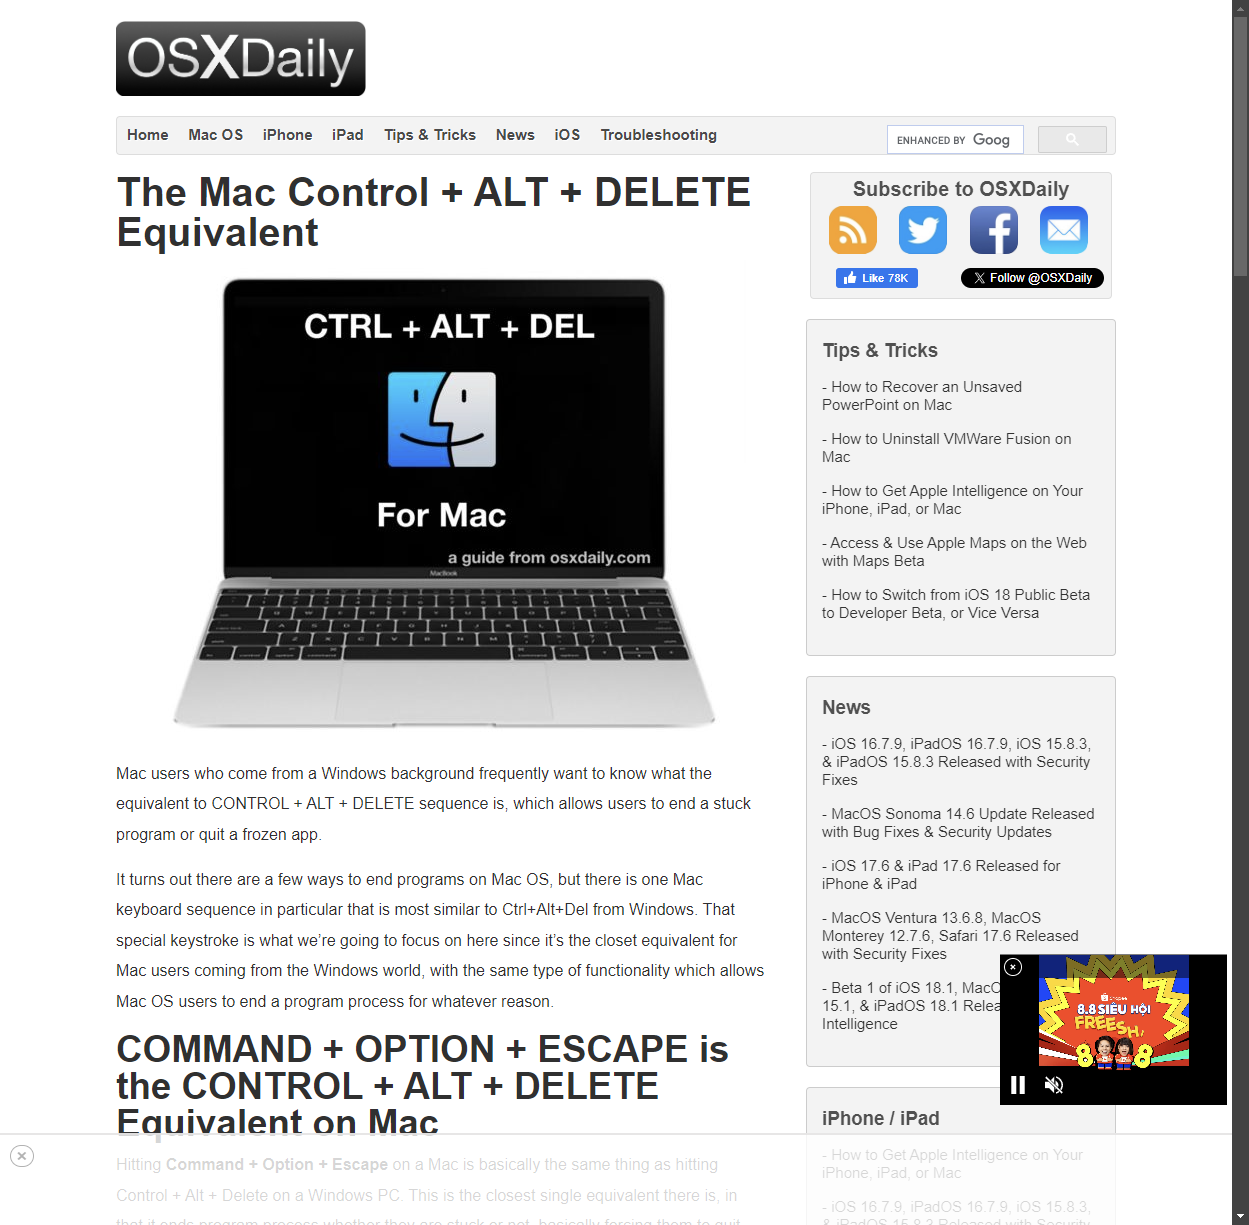 OSXDaily
Home Mac OS iPhone iPad Tips & Tricks News iOS Troubleshooting
ENHANCED BY Goog
The Mac Control + ALT + DELETE
Equivalent
CTRL + ALT + DEL
For Mac
a guide from osxdaily.com
MacBook
Mac users who come from a Windows background frequently want to know what the
equivalent to CONTROL + ALT + DELETE sequence is, which allows users to end a stuck
program or quit a frozen app.
It turns out there are a few ways to end programs on Mac OS, but there is one Mac
keyboard sequence in particular that is most similar to Ctrl+Alt+Del from Windows. That
special keystroke is what we're going to focus on here since it's the closet equivalent for
Mac users coming from the Windows world, with the same type of functionality which allows
Mac OS users to end a program process for whatever reason.
COMMAND + OPTION + ESCAPE is
the CONTROL + ALT + DELETE
Equivalent on Mac
Hitting Command + Option + Escape on a Mac is basically the same thing as hitting
Control + Alt + Delete on a Windows PC. This is the closest single equivalent there is, in
that it ends program process whether they are stuck or not, basically forcing them to quit
Subscribe to OSXDaily
Like 78K
Follow @OSXDaily
Tips & Tricks
- How to Recover an Unsaved
PowerPoint on Mac
- How to Uninstall VMWare Fusion on
Mac
- How to Get Apple Intelligence on Your
iPhone, iPad, or Mac
- Access & Use Apple Maps on the Web
with Maps Beta
- How to Switch from iOS 18 Public Beta
to Developer Beta, or Vice Versa
News
- iOS 16.7.9, iPadOS 16.7.9, iOS 15.8.3,
& iPadOS 15.8.3 Released with Security
Fixes
- MacOS Sonoma 14.6 Update Released
with Bug Fixes & Security Updates
- iOS 17.6 & iPad 17.6 Released for
iPhone & iPad
- MacOS Ventura 13.6.8, MacOS
Monterey 12.7.6, Safari 17.6 Released
with Security Fixes
- Beta 1 of iOS 18.1, MacO
15.1, & iPadOS 18.1 Relea
Intelligence
Shopee
8.8 SIÊU HỘI
FREESH
8 8
iPhone / iPad
- How to Get Apple Intelligence on Your
iPhone, iPad, or Mac
- iOS 16.7.9, iPadOS 16.7.9, iOS 15.8.3,
& iPadOS 15.8.3 Released with Security